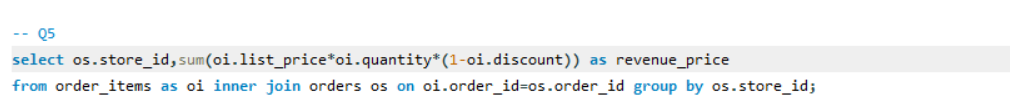 -- Q5
select os.store_id,sum(oi.list_price*oi.quantity*(1-oi.discount)) as revenue_price
from order_items as oi inner join orders os on oi.order_id=os.order_id group by os.store_id;